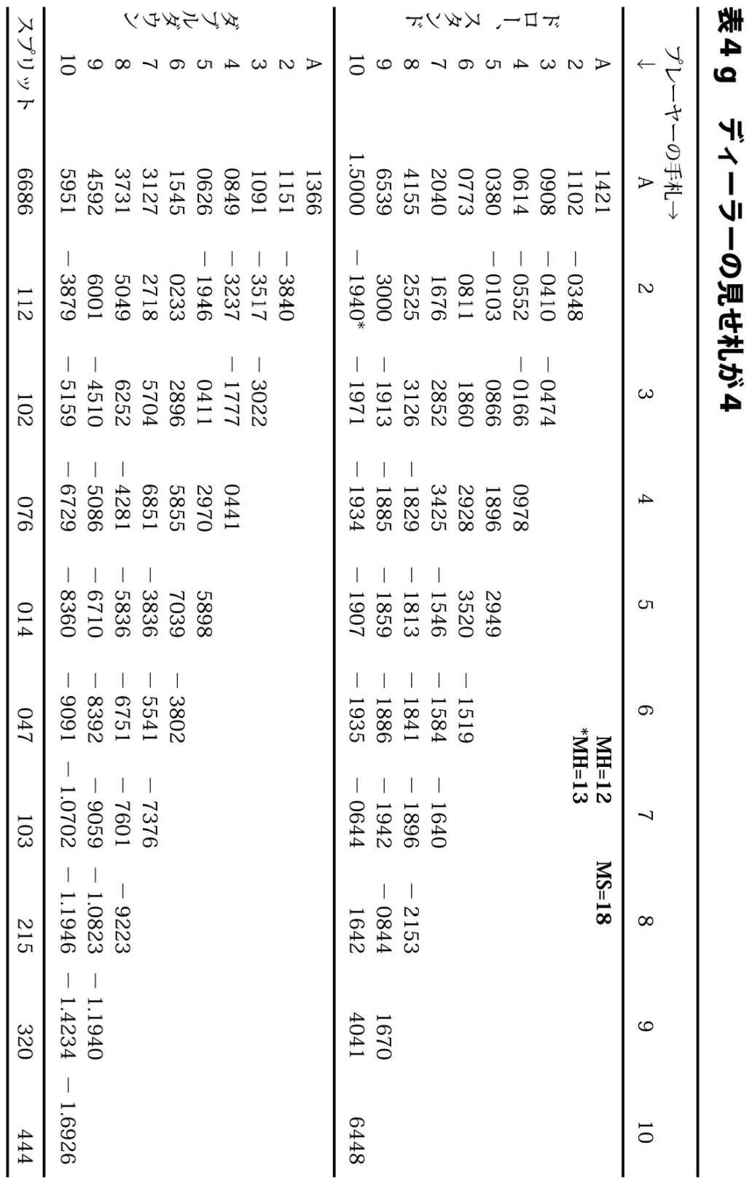 表4g ディーラーの見せ札が4
プレーヤーの手札→
↓ A 2 3 4 5 6 7 8 9 10
MH=12 MS=18
*MH=13
ドロー、スタンド
A 1421
2 1102 −0348
3 0908 −0410 −0474
4 0614 −0552 −0166 0978
5 0380 −0103 0866 1896 2949
6 0773 0811 1860 2928 3520 −1519
7 2040 1676 2852 3425 −1546 −1584 −1640
8 4155 2525 3126 −1829 −1813 −1841 −1896 −2153
9 6539 3000 −1913 −1885 −1859 −1886 −1942 −0844 1670
10 1.5000 −1940* −1971 −1934 −1907 −1935 −0644 1642 4041 6448
ダブルダウン
A 1366
2 1151 −3840
3 1091 −3517 −3022
4 0849 −3237 −1777 0441
5 0626 −1946 0411 2970 5898
6 1545 0233 2896 5855 7039 −3802
7 3127 2718 5704 6851 −3836 −5541 −7376
8 3731 5049 6252 −4281 −5836 −6751 −7601 −9223
9 4592 6001 −4510 −5086 −6710 −8392 −9059 −1.0823 −1.1940
10 5951 −3879 −5159 −6729 −8360 −9091 −1.0702 −1.1946 −1.4234 −1.6926
スプリット 6686 112 102 076 014 047 103 215 320 444